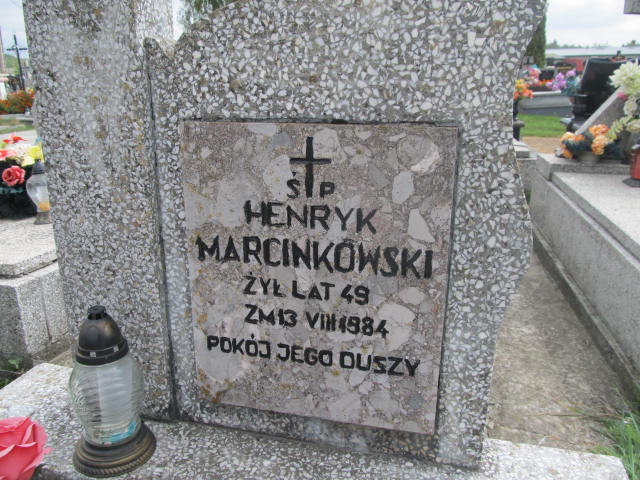 Ś P
HENRYK
MARCINKOWSKI
ŻYŁ LAT 49
ZM 13 VIII 1984
POKÓJ JEGO DUSZY